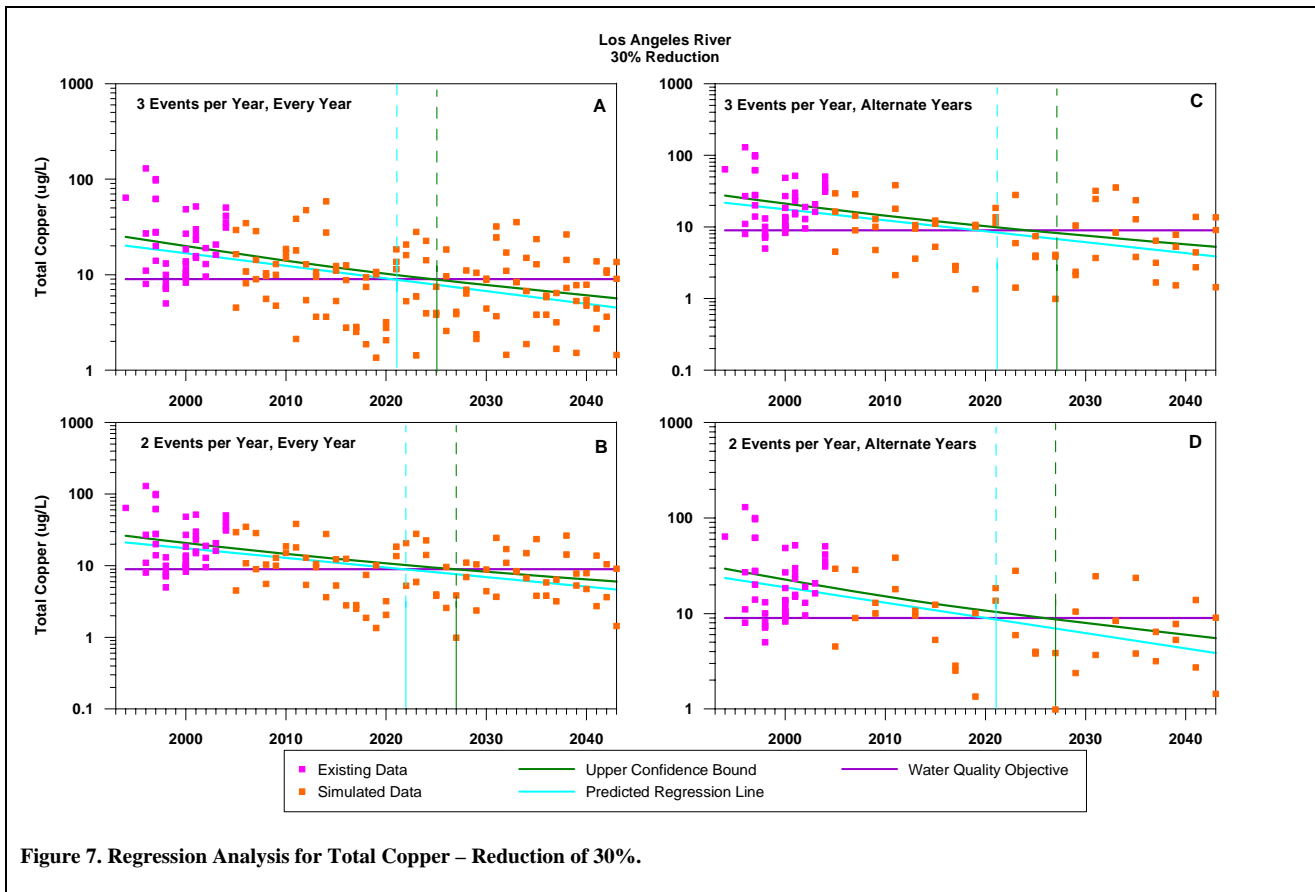 Los Angeles River
30% Reduction
3 Events per Year, Every Year
A
Total Copper (ug/L)
1000
100
10
1
2000 2010 2020 2030 2040
3 Events per Year, Alternate Years
C
1000
100
10
1
0.1
2000 2010 2020 2030 2040
2 Events per Year, Every Year
B
Total Copper (ug/L)
1000
100
10
1
0.1
2000 2010 2020 2030 2040
2 Events per Year, Alternate Years
D
1000
100
10
1
2000 2010 2020 2030 2040
Existing Data
Upper Confidence Bound
Water Quality Objective
Simulated Data
Predicted Regression Line
Figure 7. Regression Analysis for Total Copper – Reduction of 30%.